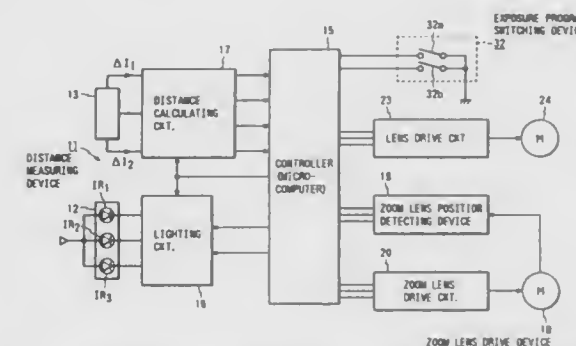 EXPOSURE PROGRAM
SWITCHING DEVICE
32
32a
32b
15
CONTROLLER
(MICRO-
COMPUTER)
17
DISTANCE
CALCULATING
CKT.
ΔI1
ΔI2
13
11
DISTANCE
MEASURING
DEVICE
12
IR1
IR2
IR3
LIGHTING
CKT.
16
23
LENS DRIVE CKT
24
M
ZOOM LENS POSITION
DETECTING DEVICE
20
ZOOM LENS
DRIVE CKT.
M
ZOOM LENS DRIVE DEVICE